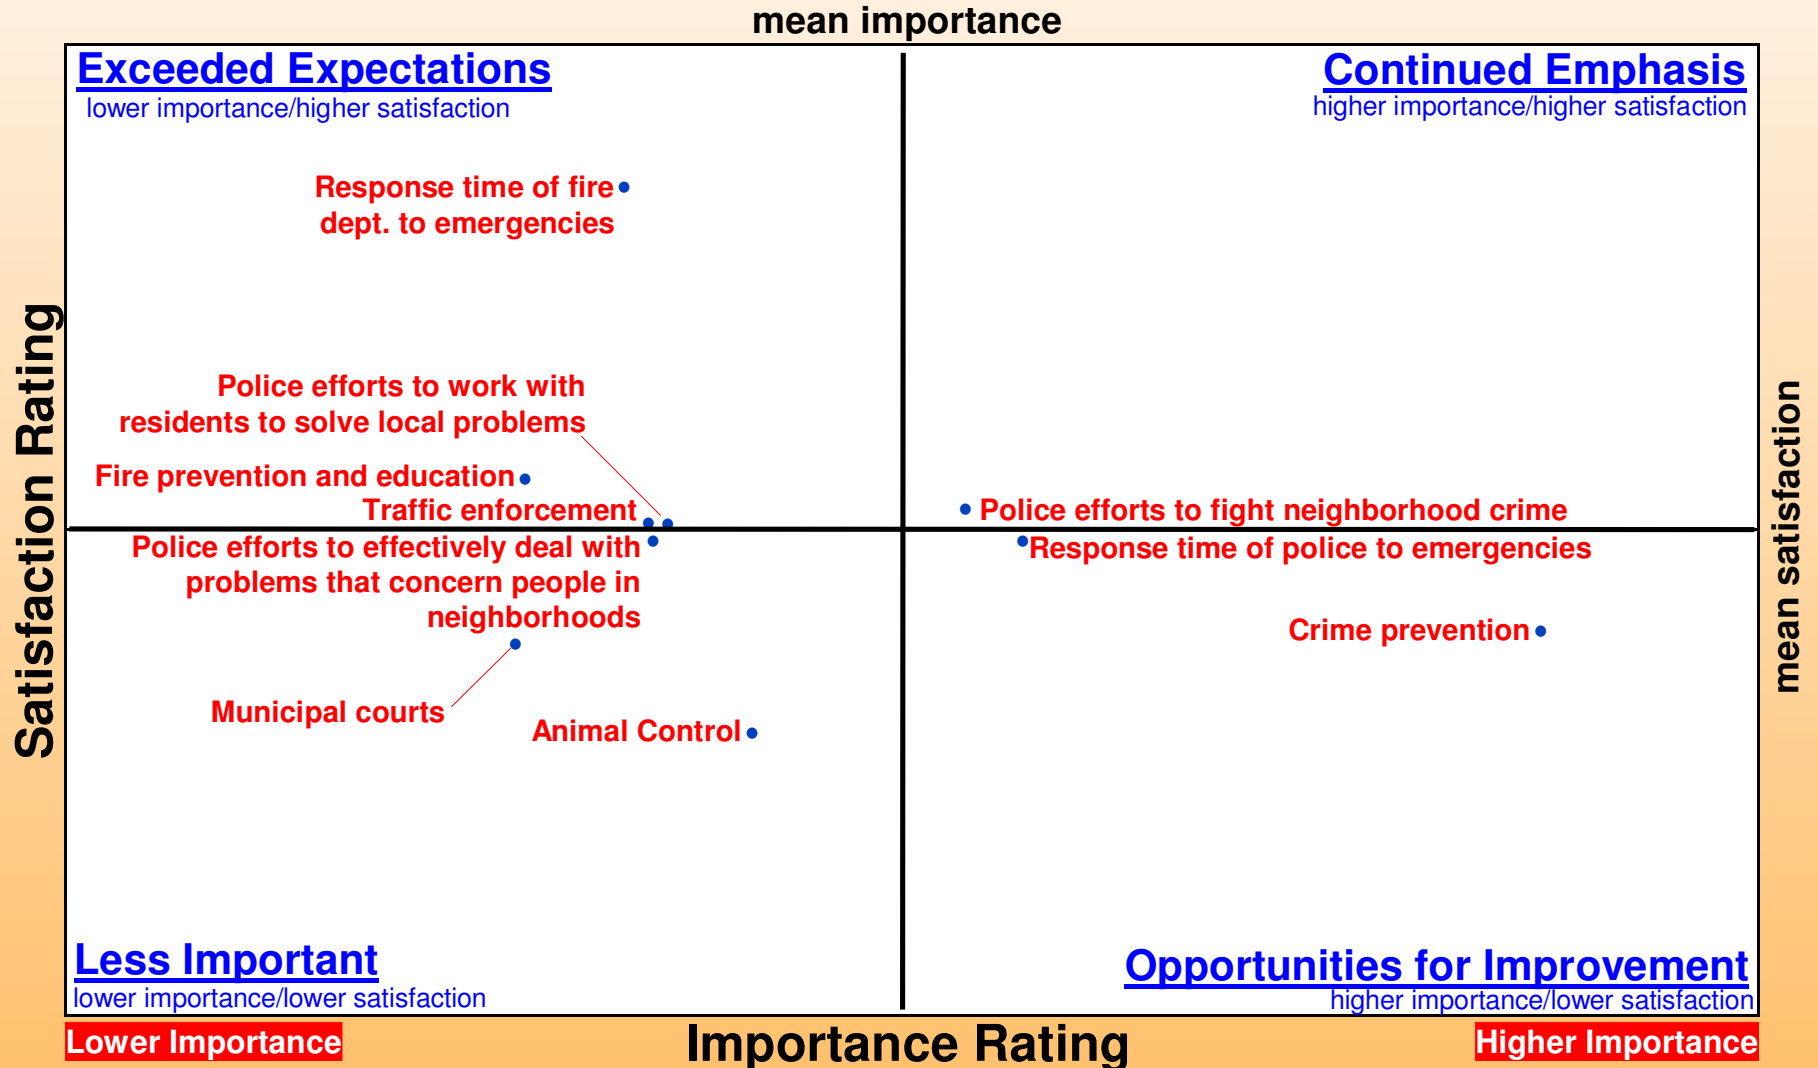 mean importance
Exceeded Expectations
lower importance/higher satisfaction
Continued Emphasis
higher importance/higher satisfaction
Response time of fire
dept. to emergencies
Police efforts to work with
residents to solve local problems
Fire prevention and education
Traffic enforcement
Police efforts to fight neighborhood crime
Police efforts to effectively deal with
problems that concern people in
neighborhoods
Response time of police to emergencies
Crime prevention
Municipal courts
Animal Control
Satisfaction Rating
mean satisfaction
Less Important
lower importance/lower satisfaction
Opportunities for Improvement
higher importance/lower satisfaction
Lower Importance
Importance Rating
Higher Importance